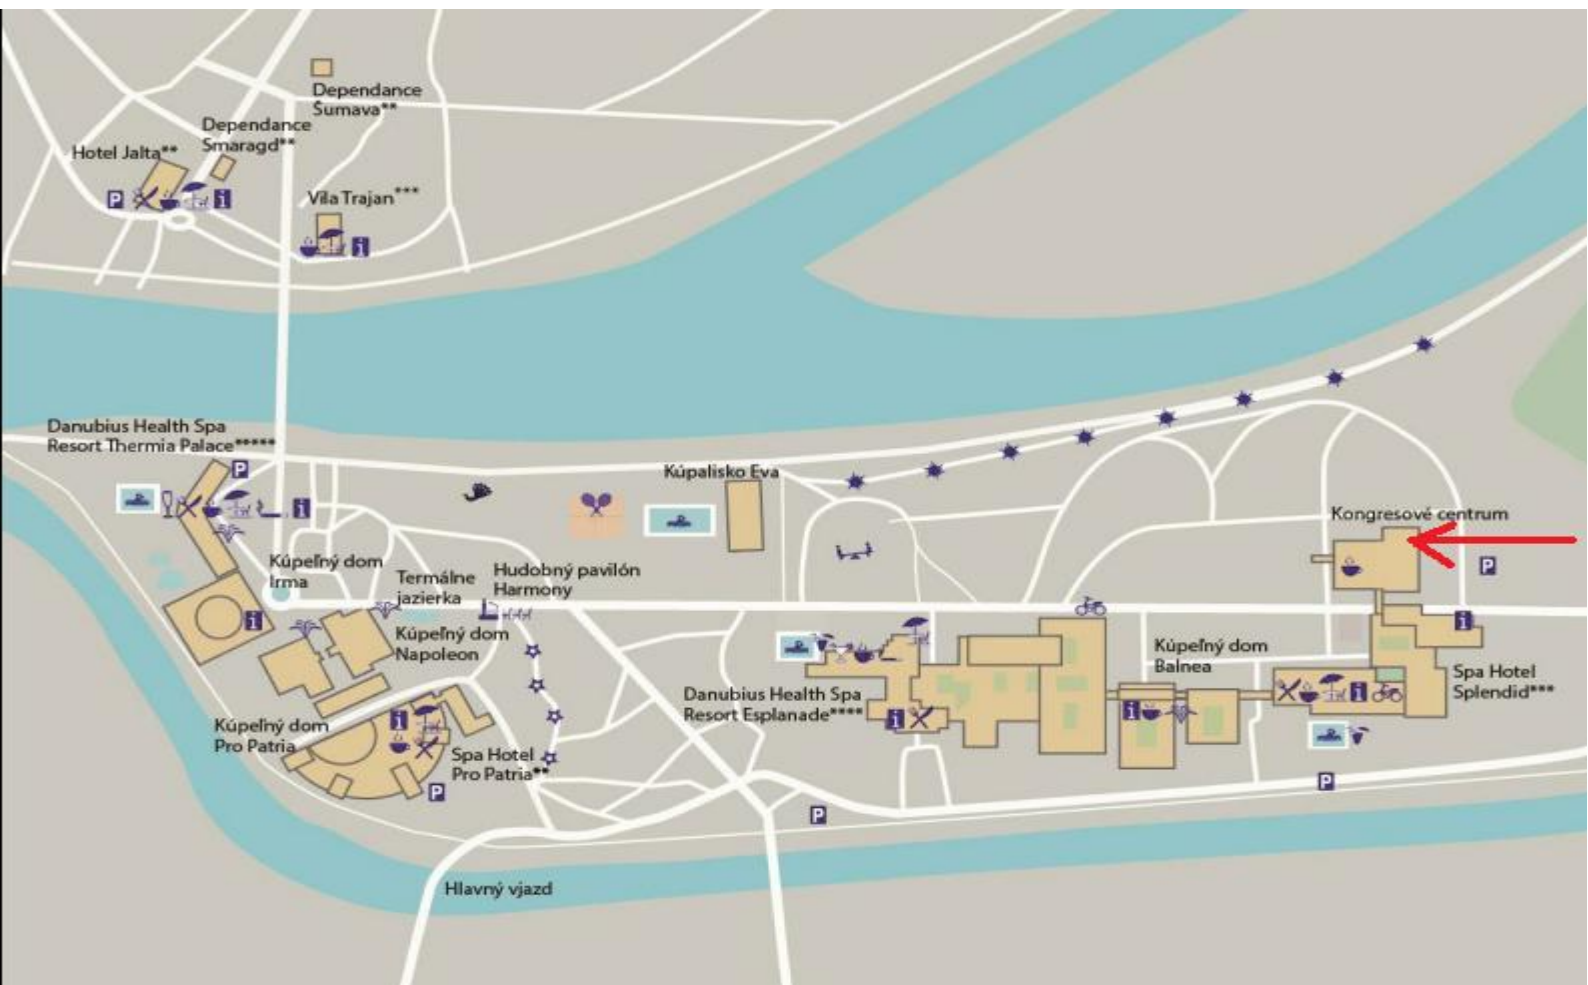 Dependance
Šumava**
Dependance
Smaragd**
Hotel Jalta**
Vila Trajan***
Danubius Health Spa
Resort Thermia Palace*****
Kúpalisko Eva
Kongresové centrum
Kúpeľný dom
Irma
Termálne
jazierka
Hudobný pavilón
Harmony
Kúpeľný dom
Napoleon
Kúpeľný dom
Balnea
Spa Hotel
Splendid***
Danubius Health Spa
Resort Esplanade****
Kúpeľný dom
Pro Patria
Spa Hotel
Pro Patria**
Hlavný vjazd
P
i
i
P
i
i
P
i
i
i
i
i
P
P
P